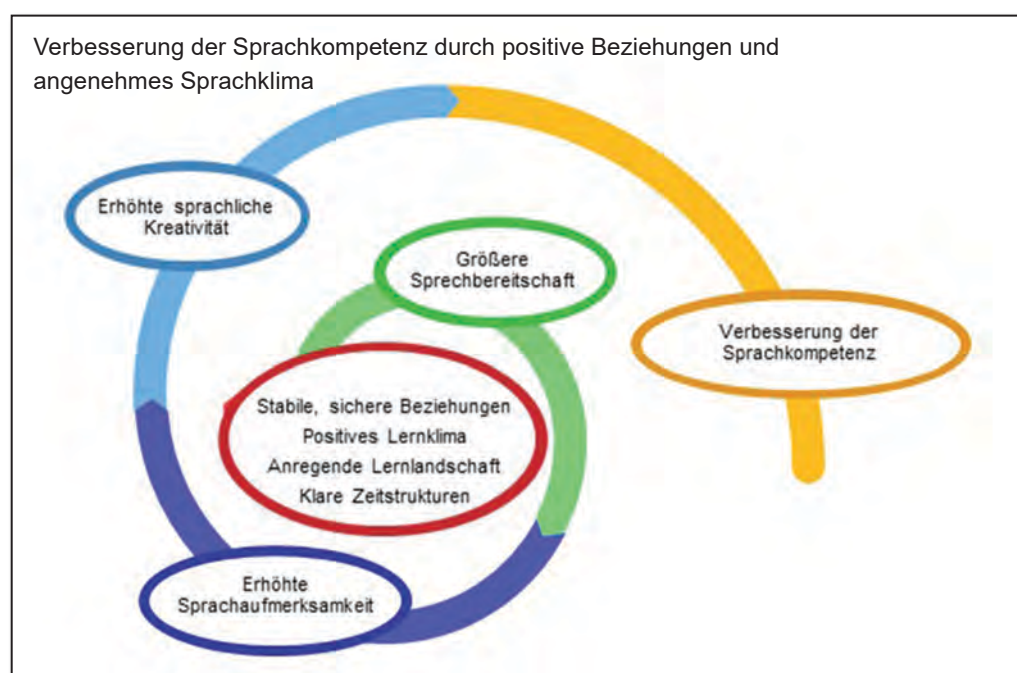 Verbesserung der Sprachkompetenz durch positive Beziehungen und
angenehmes Sprachklima
Erhöhte sprachliche
Kreativität
Größere
Sprechbereitschaft
Verbesserung der
Sprachkompetenz
Stabile, sichere Beziehungen
Positives Lernklima
Anregende Lernlandschaft
Klare Zeitstrukturen
Erhöhte
Sprachaufmerksamkeit